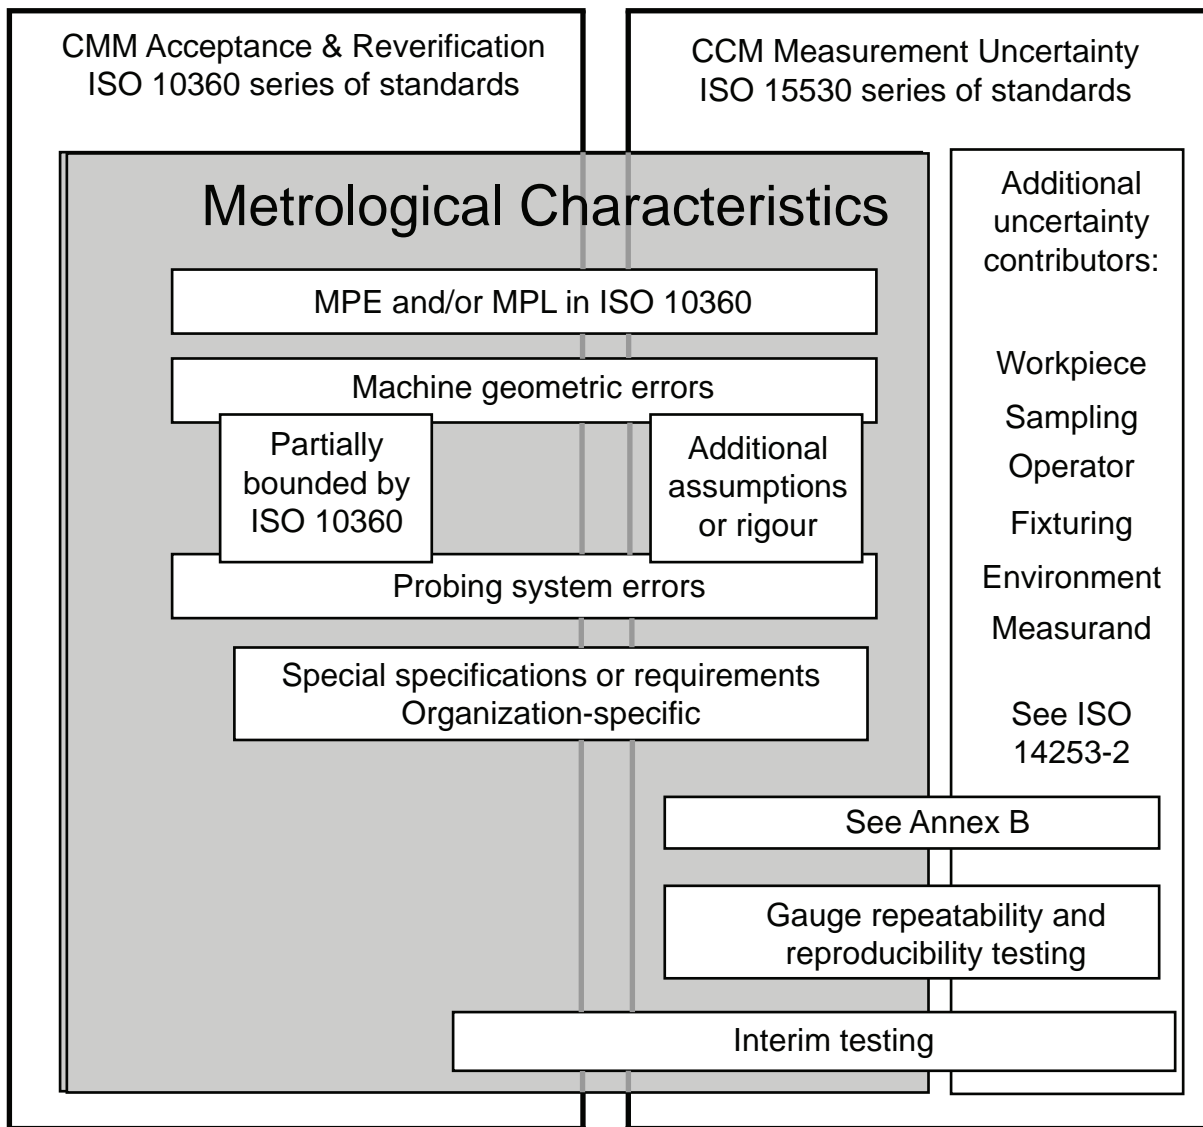 CMM Acceptance & Reverification
ISO 10360 series of standards
CCM Measurement Uncertainty
ISO 15530 series of standards
Metrological Characteristics
MPE and/or MPL in ISO 10360
Machine geometric errors
Partially
bounded by
ISO 10360
Additional
assumptions
or rigour
Probing system errors
Special specifications or requirements
Organization-specific
Additional
uncertainty
contributors:
Workpiece
Sampling
Operator
Fixturing
Environment
Measurand
See ISO
14253-2
See Annex B
Gauge repeatability and
reproducibility testing
Interim testing